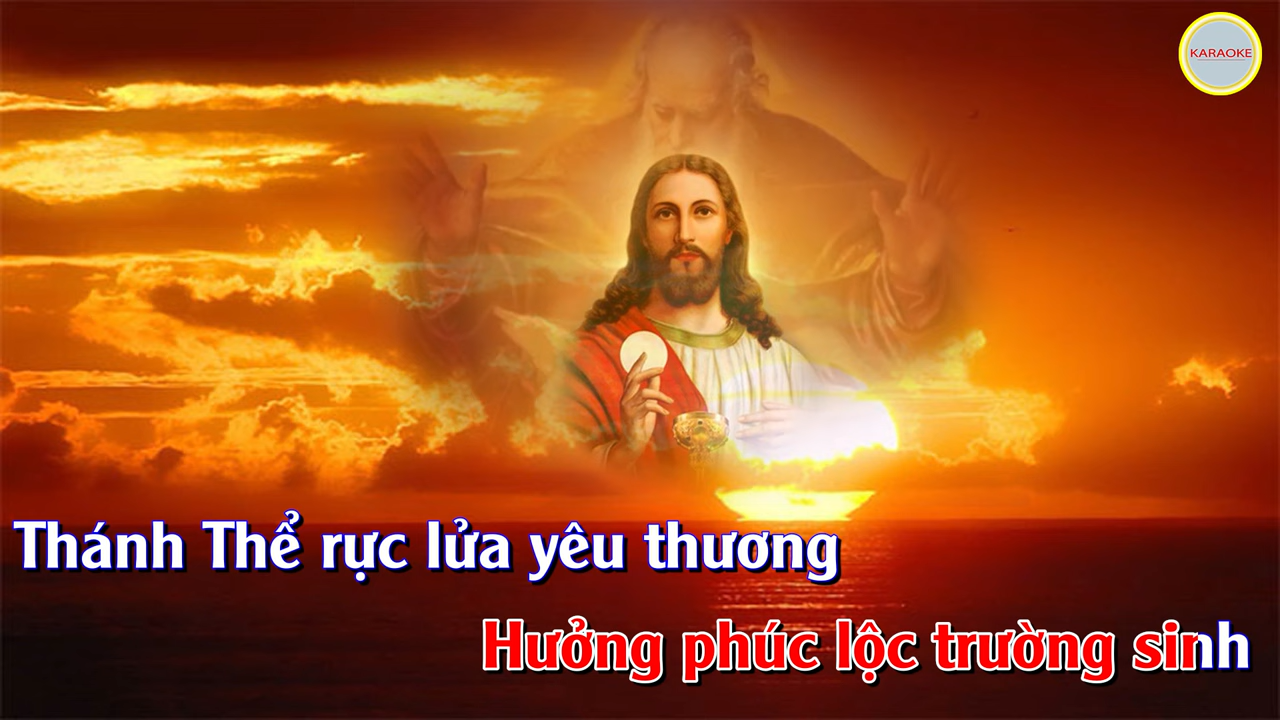 KARAOKE
Thánh Thể rực lửa yêu thương
Hưởng phúc lộc trường sinh